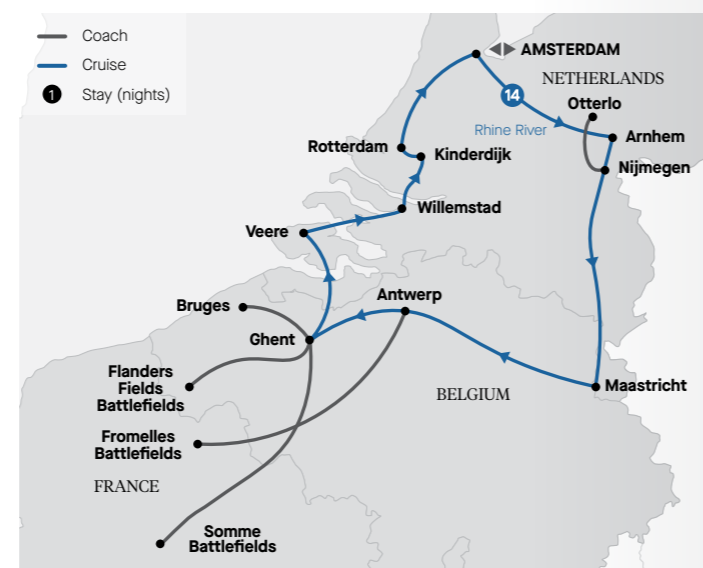 Coach
Cruise
1 Stay (nights)
AMSTERDAM
NETHERLANDS
14
Otterlo
Rhine River
Arnhem
Rotterdam
Kinderdijk
Nijmegen
Willemstad
Veere
Antwerp
Bruges
Ghent
Flanders
Fields
Battlefields
Maastricht
BELGIUM
Fromelles
Battlefields
FRANCE
Somme
Battlefields